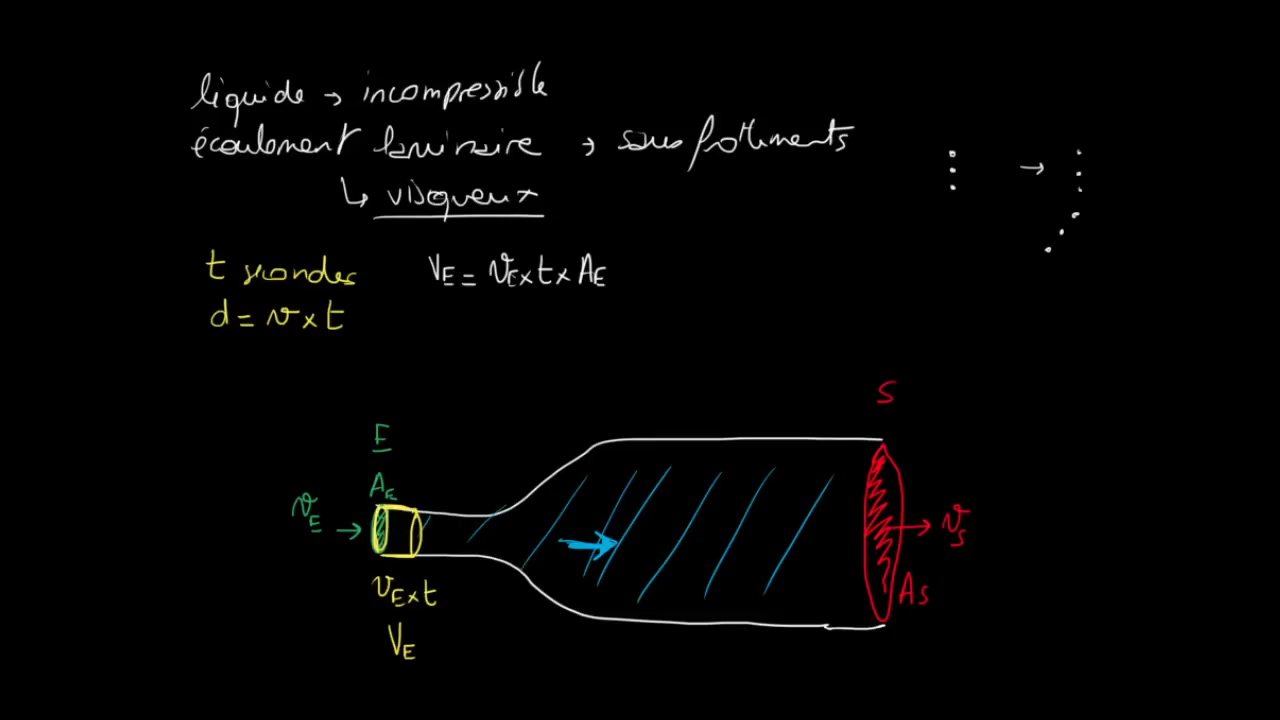 liquide → incompressible
écoulement laminaire → sans frottements
↳ visqueux
→
t secondes
d = v × t
V_E = v_E × t × A_E
S
E
A_E
v_E →
→ v_S
A_S
v_E × t
V_E